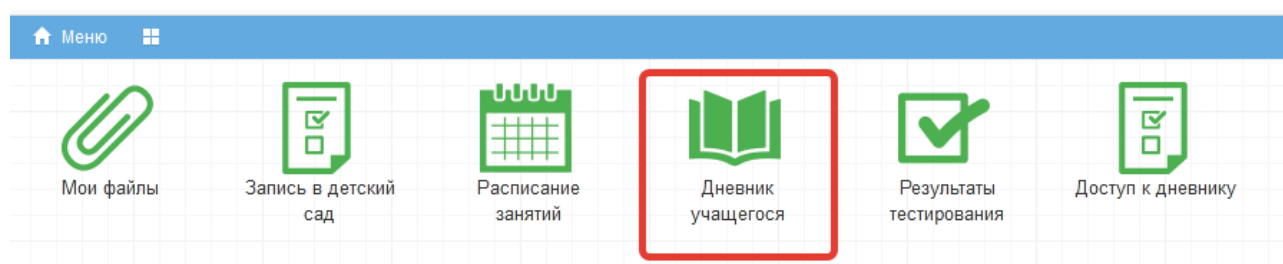 Меню
Мои файлы
Запись в детский
сад
Расписание
занятий
Дневник
учащегося
Результаты
тестирования
Доступ к дневнику